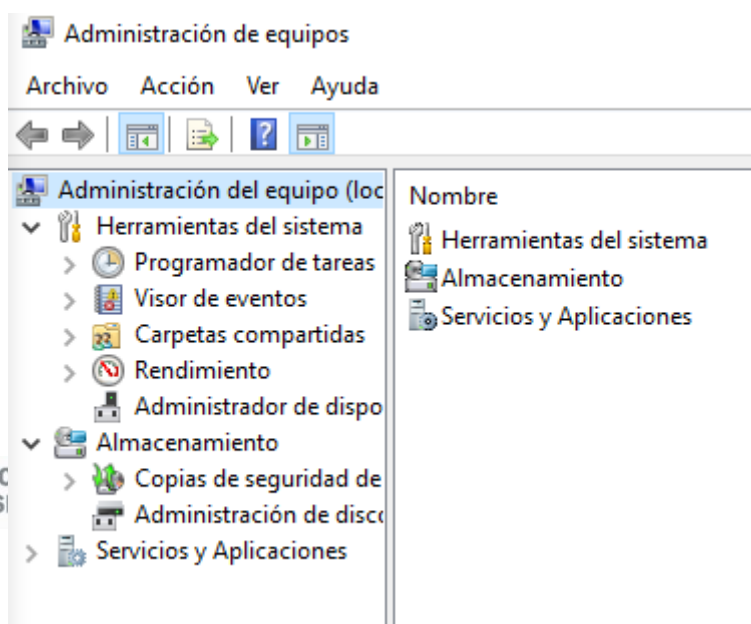 Administración de equipos
Archivo Acción Ver Ayuda
Administración del equipo (loc
Herramientas del sistema
Programador de tareas
Visor de eventos
Carpetas compartidas
Rendimiento
Administrador de dispo
Almacenamiento
Copias de seguridad de
Administración de disco
Servicios y Aplicaciones
Nombre
Herramientas del sistema
Almacenamiento
Servicios y Aplicaciones